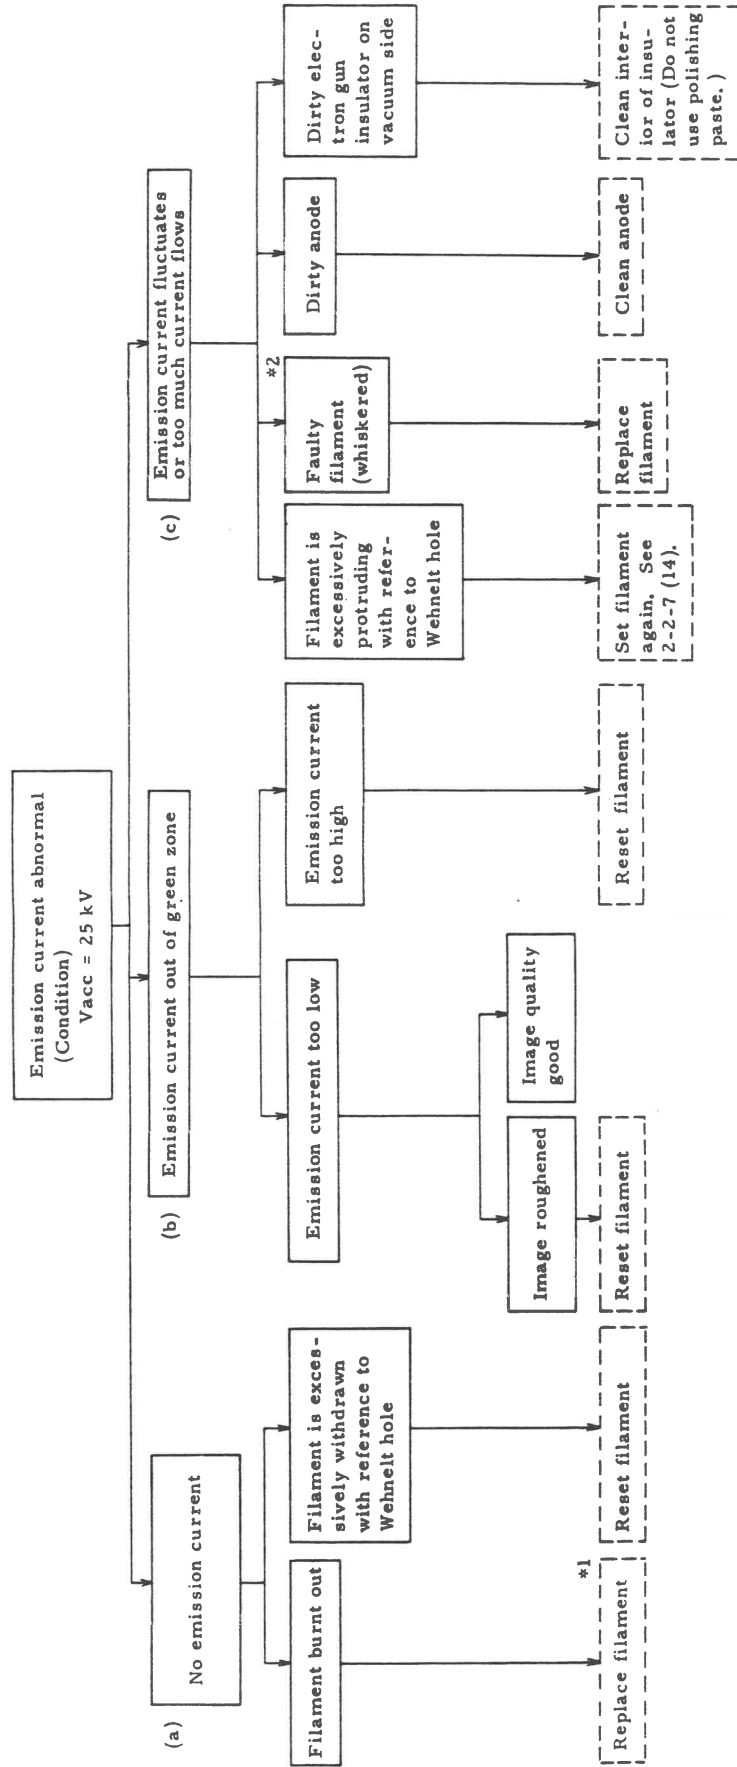 Emission current abnormal
(Condition)
Vacc = 25 kV
(a)
No emission current
(b)
Emission current out of green zone
(c)
Emission current fluctuates
or too much current flows
Filament burnt out
Filament is exces-
sively withdrawn
with reference to
Wehnelt hole
Emission current too low
Emission current
too high
Filament is
excessively
protruding
with refer-
ence to
Wehnelt hole
*2
Faulty
filament
(whiskered)
Dirty anode
Dirty elec-
tron gun
insulator on
vacuum side
Image roughened
Image quality
good
*1
Replace filament
Reset filament
Reset filament
Reset filament
Set filament
again. See
2-2-7 (14).
Replace
filament
Clean anode
Clean inter-
ior of insu-
lator (Do not
use polishing
paste.)